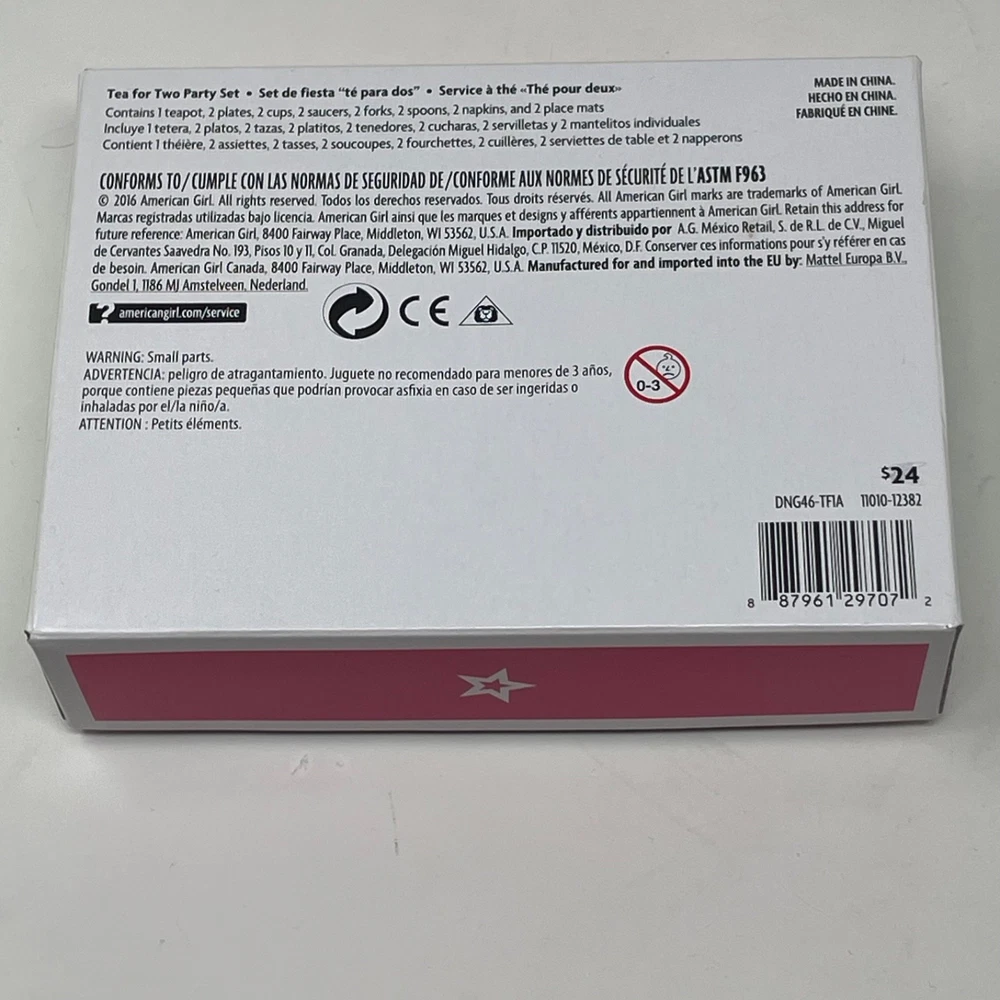 Tea for Two Party Set • Set de fiesta “té para dos” • Service à thé «Thé pour deux»
Contains 1 teapot, 2 plates, 2 cups, 2 saucers, 2 forks, 2 spoons, 2 napkins, and 2 place mats
Incluye 1 tetera, 2 platos, 2 tazas, 2 platitos, 2 tenedores, 2 cucharas, 2 servilletas y 2 mantelitos individuales
Contient 1 théière, 2 assiettes, 2 tasses, 2 soucoupes, 2 fourchettes, 2 cuillères, 2 serviettes de table et 2 napperons
MADE IN CHINA.
HECHO EN CHINA.
FABRIQUÉ EN CHINE.
CONFORMS TO/CUMPLE CON LAS NORMAS DE SEGURIDAD DE/CONFORME AUX NORMES DE SÉCURITÉ DE L'ASTM F963
© 2016 American Girl. All rights reserved. Todos los derechos reservados. Tous droits réservés. All American Girl marks are trademarks of American Girl.
Marcas registradas utilizadas bajo licencia. American Girl ainsi que les marques et designs y afférents appartiennent à American Girl. Retain this address for
future reference: American Girl, 8400 Fairway Place, Middleton, WI 53562, U.S.A. Importado y distribuido por A.G. México Retail, S. de R.L. de C.V., Miguel
de Cervantes Saavedra No. 193, Pisos 10 y 11, Col. Granada, Delegación Miguel Hidalgo, C.P. 11520, México, D.F. Conserver ces informations pour s'y référer en cas
de besoin. American Girl Canada, 8400 Fairway Place, Middleton, WI 53562, U.S.A. Manufactured for and imported into the EU by: Mattel Europa B.V.,
Gondel 1, 1186 MJ Amstelveen, Nederland.
? americangirl.com/service
CE
WARNING: Small parts.
ADVERTENCIA: peligro de atragantamiento. Juguete no recomendado para menores de 3 años,
porque contiene piezas pequeñas que podrían provocar asfixia en caso de ser ingeridas o
inhaladas por el/la niño/a.
ATTENTION : Petits éléments.
0-3
$24
DNG46-TF1A 11010-12382
8 87961 29707 2